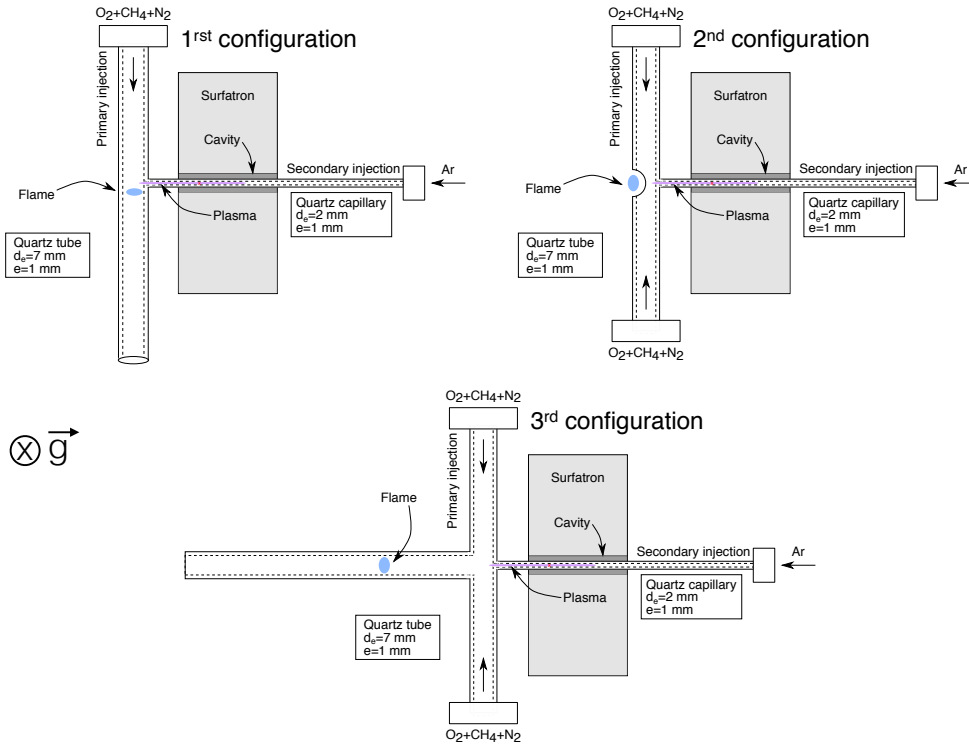 O₂+CH₄+N₂
1rst configuration
Primary injection
Surfatron
Cavity
Secondary injection
Ar
Flame
Plasma
Quartz capillary
dₑ=2 mm
e=1 mm
Quartz tube
dₑ=7 mm
e=1 mm
O₂+CH₄+N₂
2nd configuration
Primary injection
Surfatron
Cavity
Secondary injection
Ar
Flame
Plasma
Quartz capillary
dₑ=2 mm
e=1 mm
Quartz tube
dₑ=7 mm
e=1 mm
O₂+CH₄+N₂
O₂+CH₄+N₂
3rd configuration
g
Primary injection
Surfatron
Flame
Cavity
Secondary injection
Ar
Plasma
Quartz capillary
dₑ=2 mm
e=1 mm
Quartz tube
dₑ=7 mm
e=1 mm
O₂+CH₄+N₂